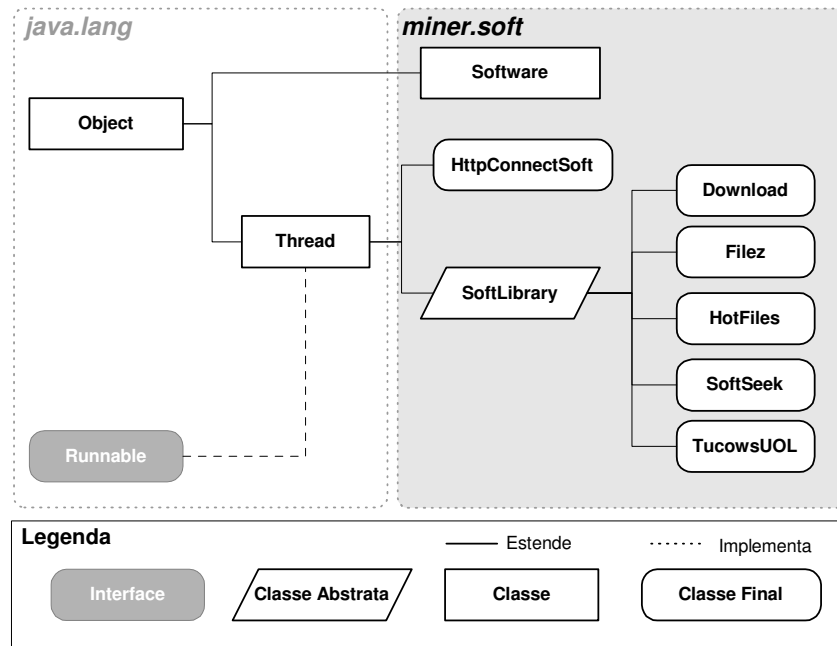 java.lang
miner.soft
Software
Object
HttpConnectSoft
Download
Thread
Filez
SoftLibrary
HotFiles
SoftSeek
Runnable
TucowsUOL
Legenda
Estende
Implementa
Interface
Classe Abstrata
Classe
Classe Final